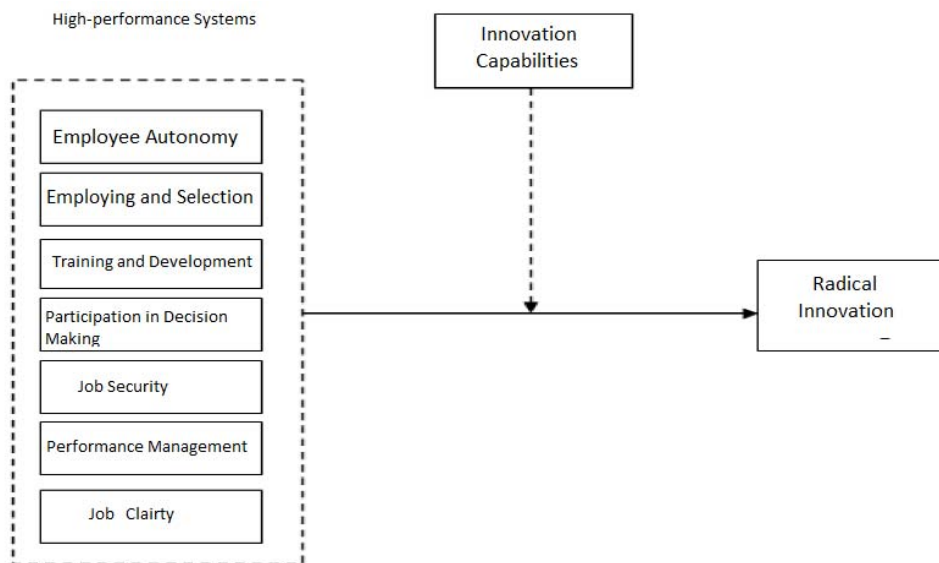 High-performance Systems
Innovation
Capabilities
Employee Autonomy
Employing and Selection
Training and Development
Participation in Decision
Making
Job Security
Performance Management
Job Clairty
Radical
Innovation
–